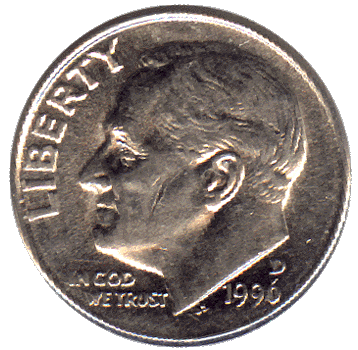 LIBERTY
IN GOD
WE TRUST
D
1996